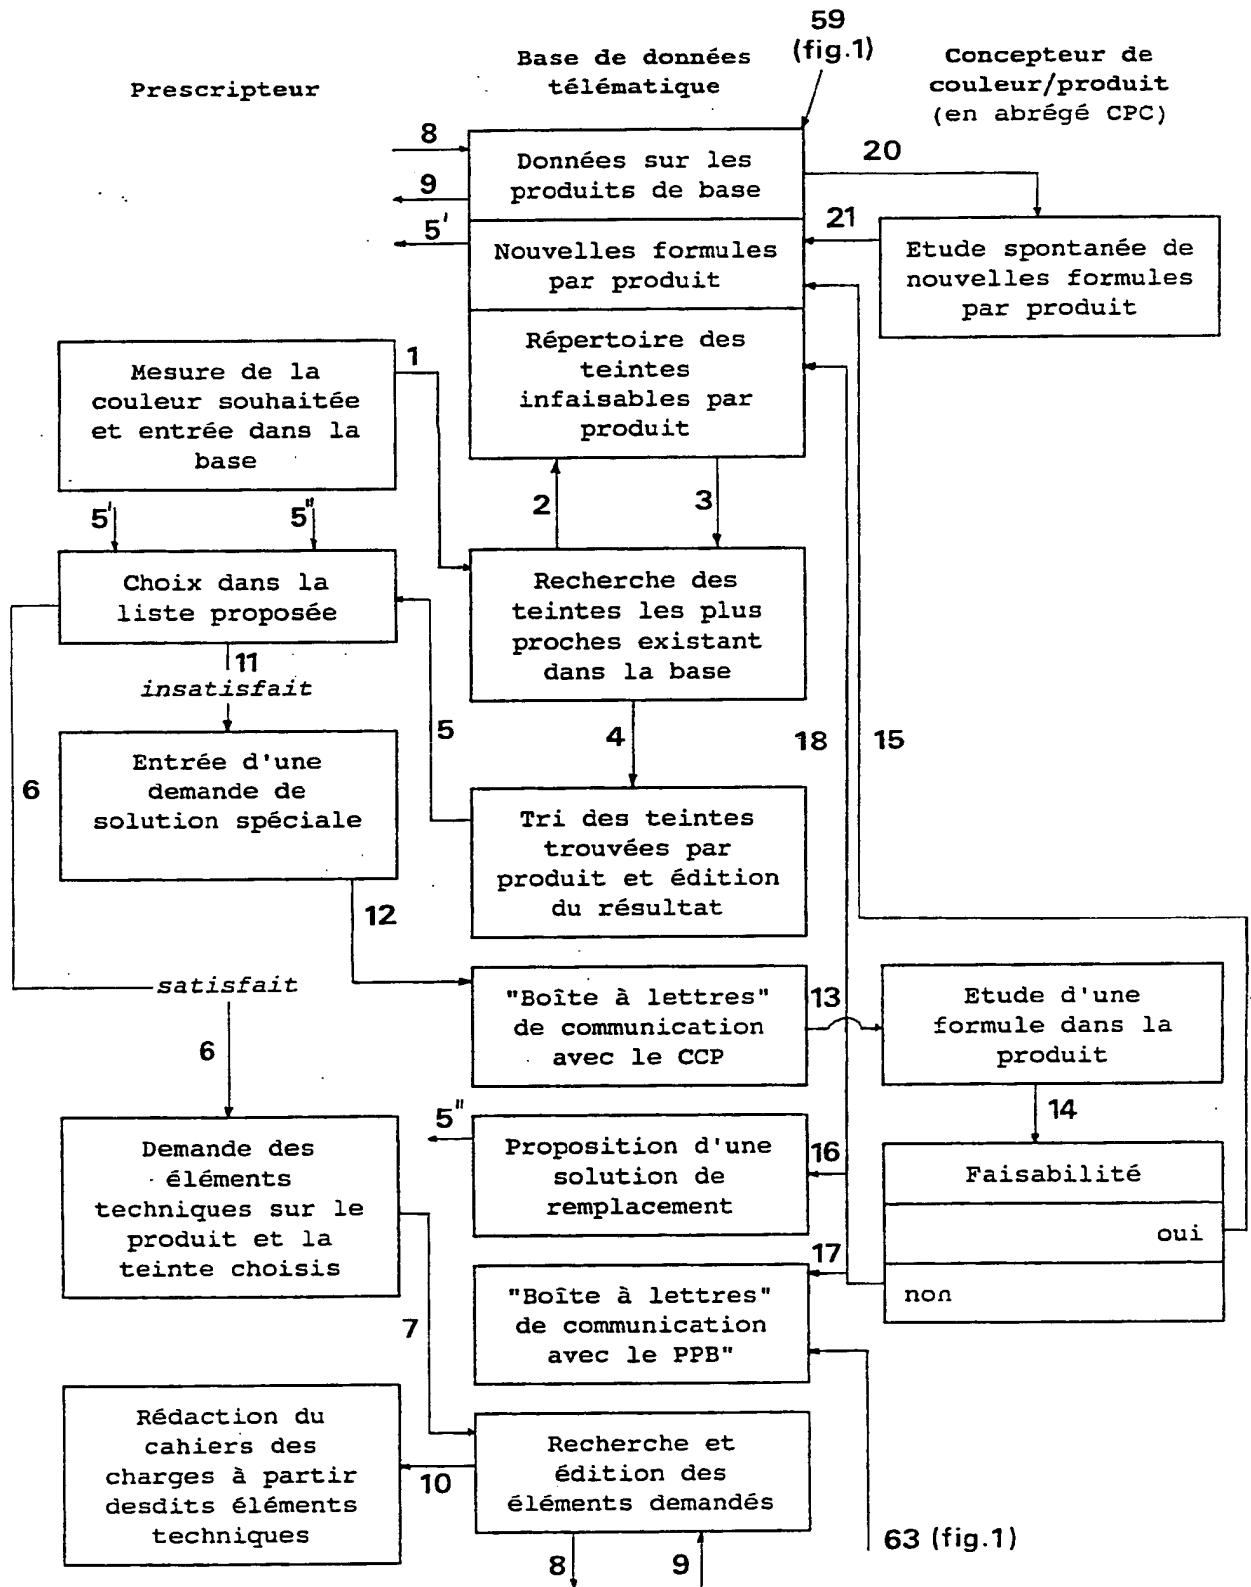 59
(fig.1)
Prescripteur
Base de données
télématique
Concepteur de
couleur/produit
(en abrégé CPC)
8
9
5'
Données sur les
produits de base
Nouvelles formules
par produit
Répertoire des
teintes
infaisables par
produit
20
21
Etude spontanée de
nouvelles formules
par produit
Mesure de la
couleur souhaitée
et entrée dans la
base
1
2
3
5'
5"
Choix dans la
liste proposée
Recherche des
teintes les plus
proches existant
dans la base
11
insatisfait
5
4
18
15
6
Entrée d'une
demande de
solution spéciale
Tri des teintes
trouvées par
produit et édition
du résultat
12
satisfait
6
"Boîte à lettres"
de communication
avec le CCP
13
Etude d'une
formule dans la
produit
14
5"
Demande des
éléments
techniques sur le
produit et la
teinte choisis
Proposition d'une
solution de
remplacement
16
Faisabilité
oui
non
17
"Boîte à lettres"
de communication
avec le PPB"
7
Rédaction du
cahiers des
charges à partir
desdits éléments
techniques
10
Recherche et
édition des
éléments demandés
63 (fig.1)
8
9